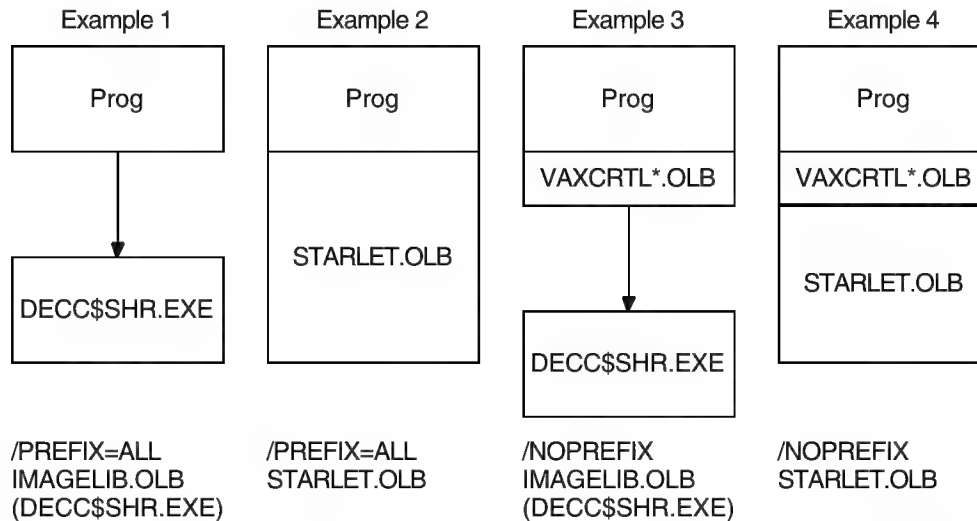 Example 1
Example 2
Example 3
Example 4
Prog
Prog
Prog
Prog
VAXCRTL*.OLB
VAXCRTL*.OLB
STARLET.OLB
STARLET.OLB
DECC$SHR.EXE
DECC$SHR.EXE
/PREFIX=ALL
IMAGELIB.OLB
(DECC$SHR.EXE)
/PREFIX=ALL
STARLET.OLB
/NOPREFIX
IMAGELIB.OLB
(DECC$SHR.EXE)
/NOPREFIX
STARLET.OLB